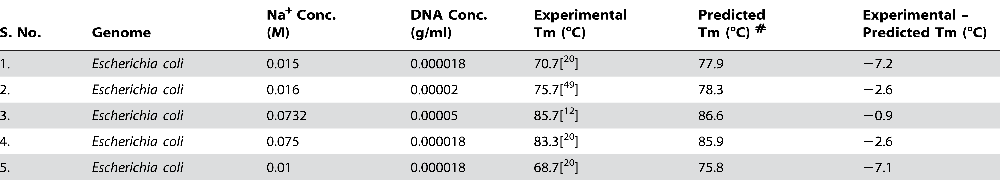 S. No. Genome Na+ Conc. (M) DNA Conc. (g/ml) Experimental Tm (°C) Predicted Tm (°C) # Experimental – Predicted Tm (°C)
1. Escherichia coli 0.015 0.000018 70.7[20] 77.9 −7.2
2. Escherichia coli 0.016 0.00002 75.7[49] 78.3 −2.6
3. Escherichia coli 0.0732 0.00005 85.7[12] 86.6 −0.9
4. Escherichia coli 0.075 0.000018 83.3[20] 85.9 −2.6
5. Escherichia coli 0.01 0.000018 68.7[20] 75.8 −7.1